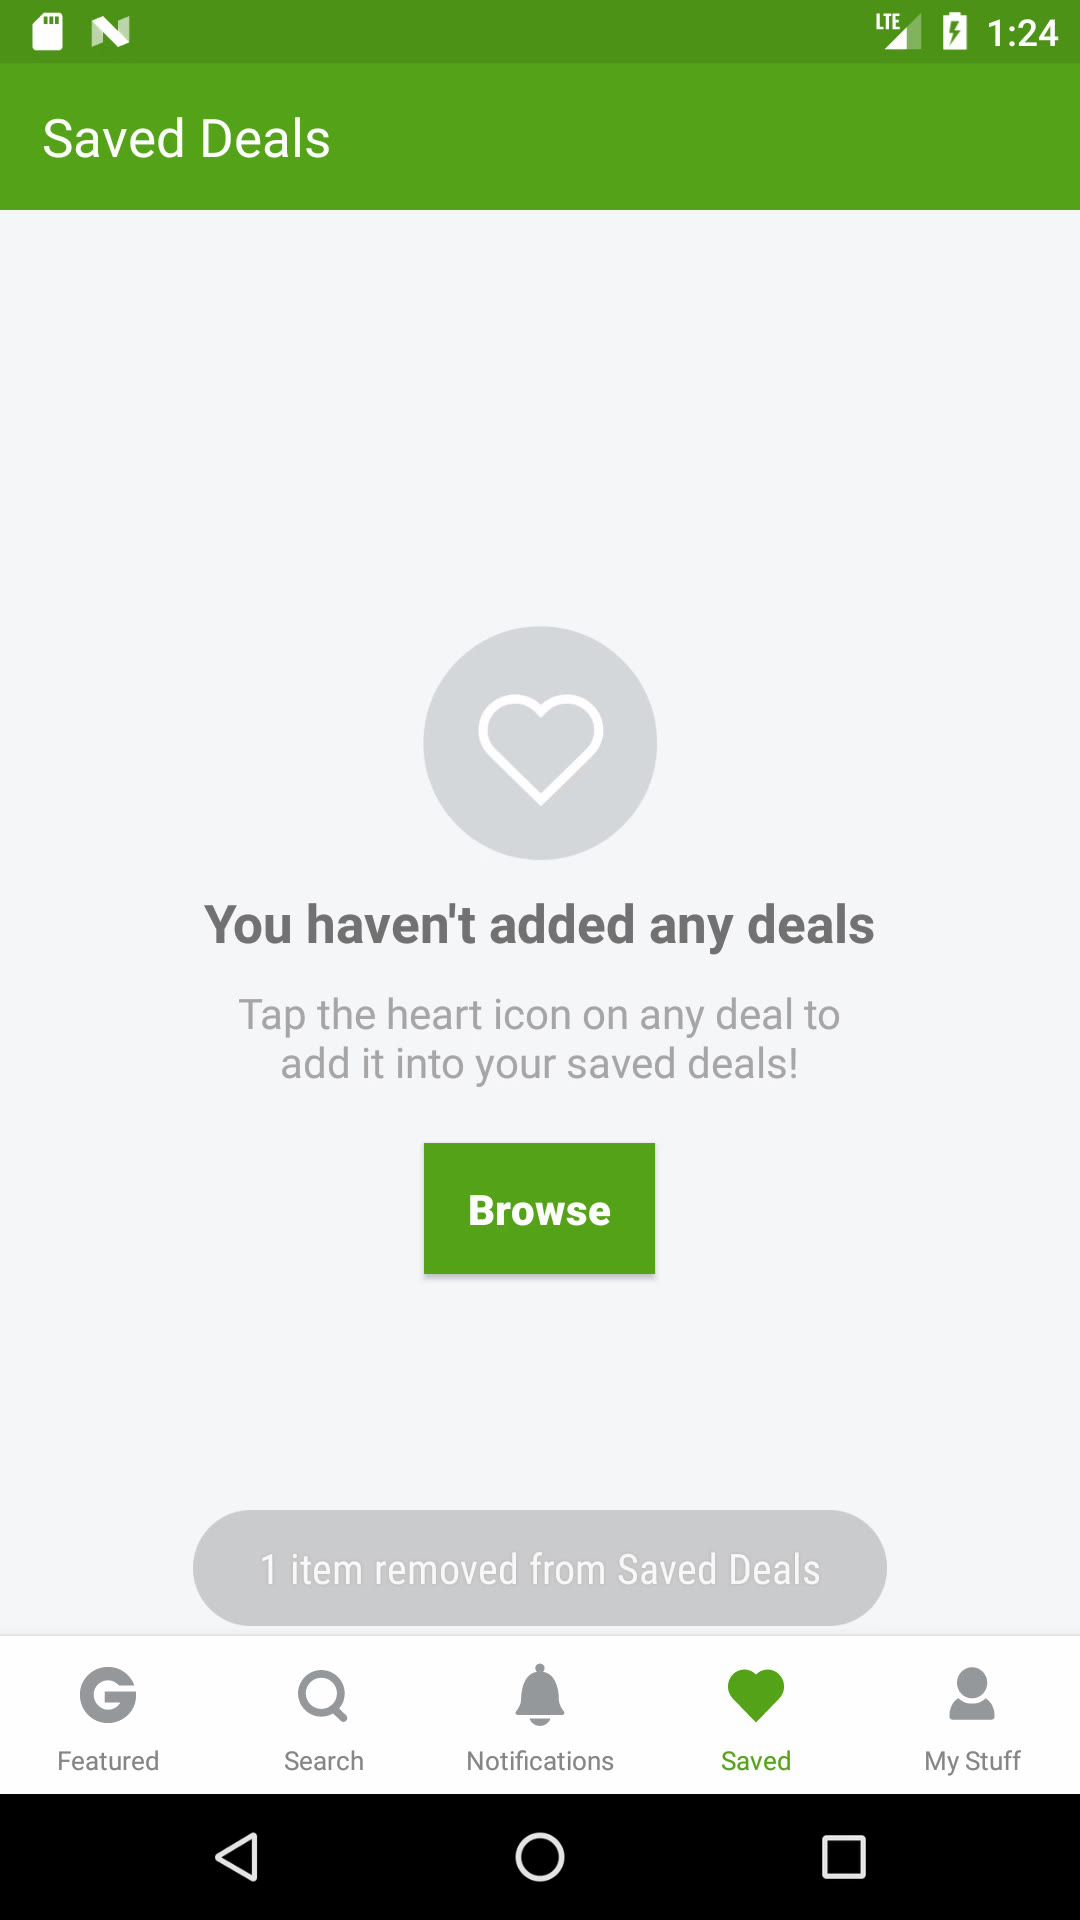 LTE 1:24
Saved Deals
You haven't added any deals
Tap the heart icon on any deal to
add it into your saved deals!
Browse
1 item removed from Saved Deals
Featured Search Notifications Saved My Stuff